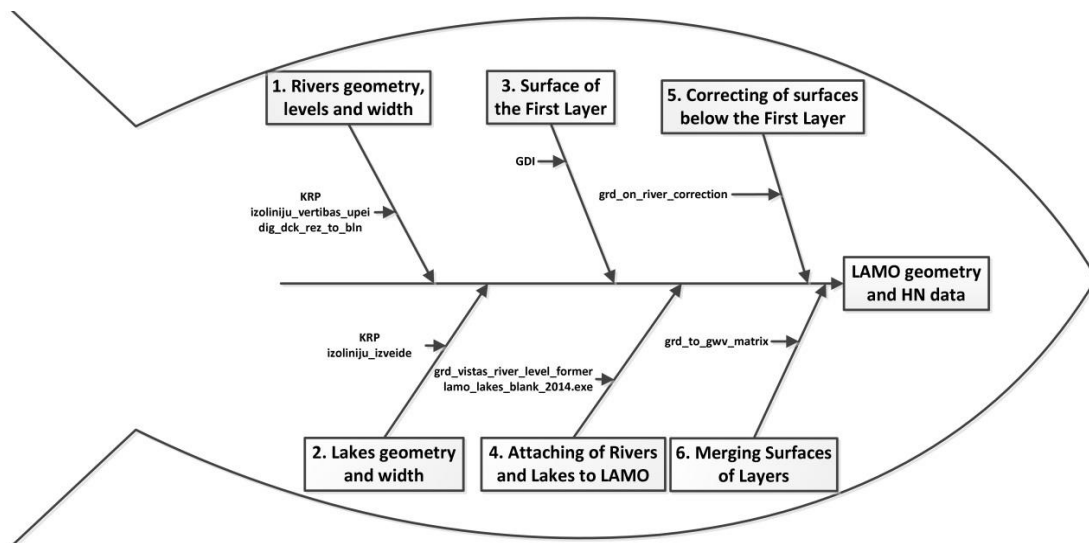 1. Rivers geometry,
levels and width
3. Surface of
the First Layer
5. Correcting of surfaces
below the First Layer
GDI
KRP
izoliniju_vertibas_upei
dig_dck_rez_to_bln
grd_on_river_correction
LAMO geometry
and HN data
KRP
izoliniju_izveide
grd_vistas_river_level_former
lamo_lakes_blank_2014.exe
grd_to_gwv_matrix
2. Lakes geometry
and width
4. Attaching of Rivers
and Lakes to LAMO
6. Merging Surfaces
of Layers